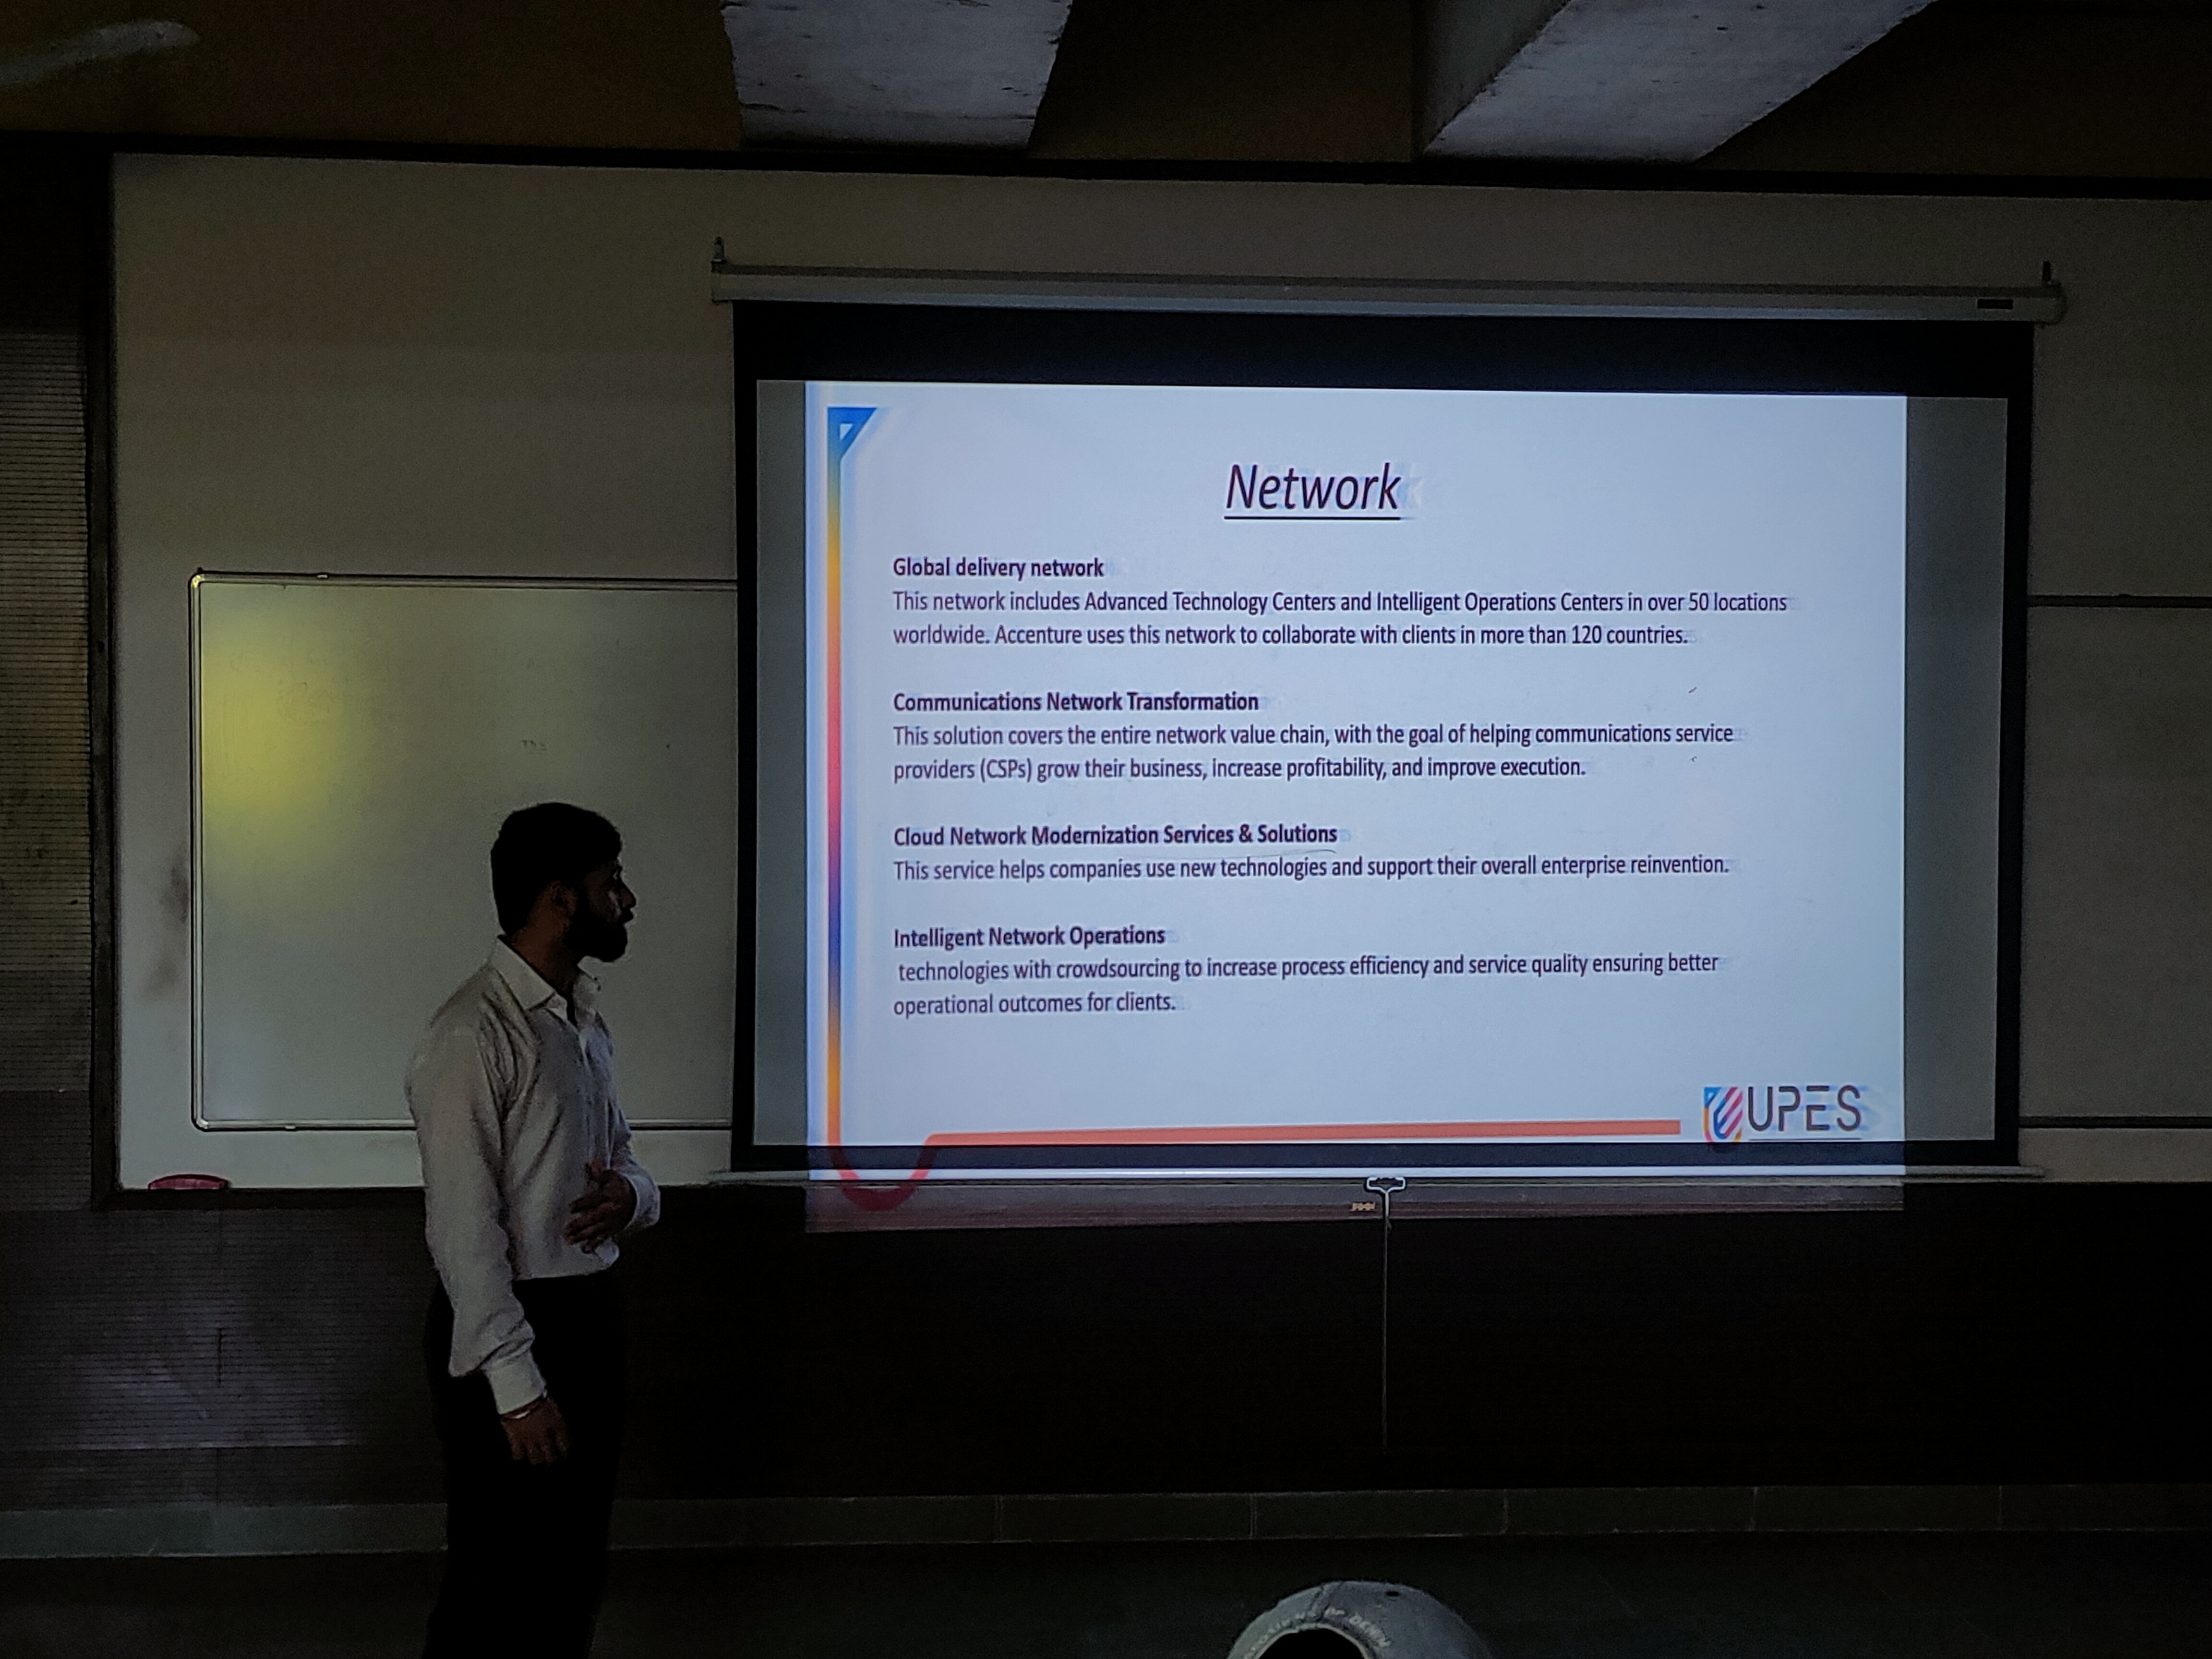 Network
Global delivery network
This network includes Advanced Technology Centers and Intelligent Operations Centers in over 50 locations
worldwide. Accenture uses this network to collaborate with clients in more than 120 countries.
Communications Network Transformation
This solution covers the entire network value chain, with the goal of helping communications service
providers (CSPs) grow their business, increase profitability, and improve execution.
Cloud Network Modernization Services & Solutions
This service helps companies use new technologies and support their overall enterprise reinvention.
Intelligent Network Operations
technologies with crowdsourcing to increase process efficiency and service quality ensuring better
operational outcomes for clients.
UPES